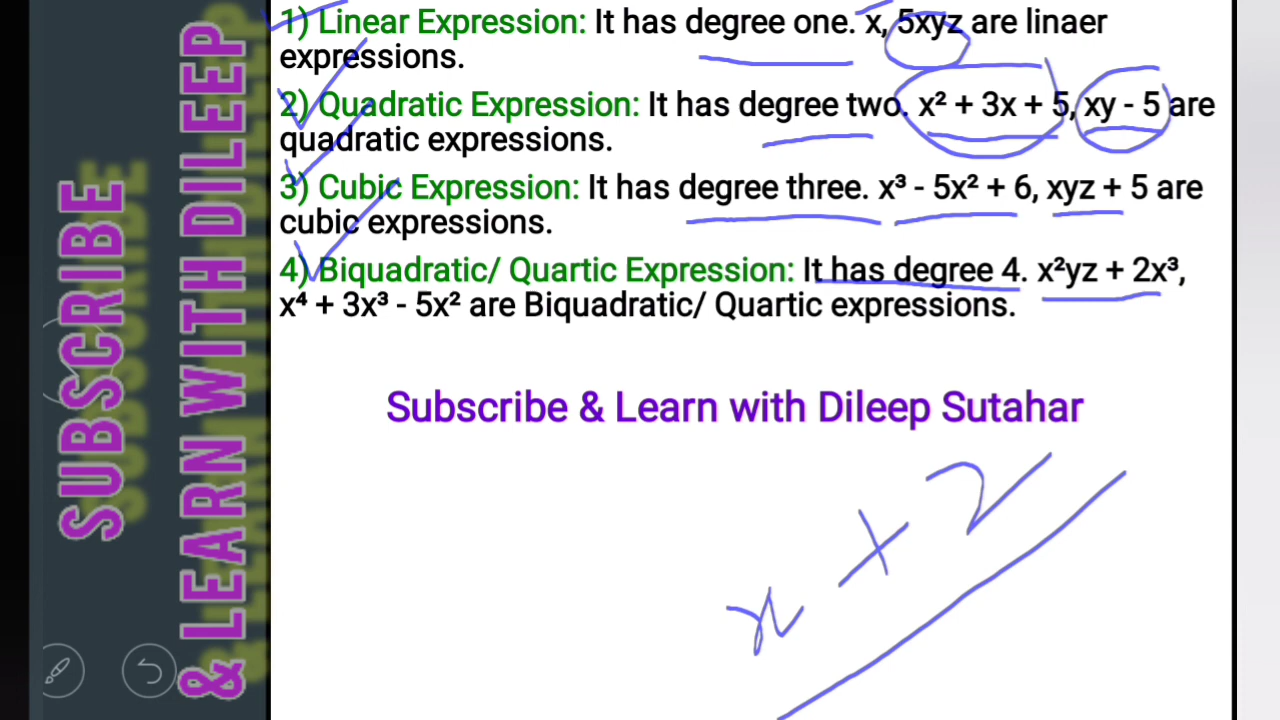 SUBSCRIBE
& LEARN WITH DILEEP
1) Linear Expression: It has degree one. x, 5xyz are linaer
expressions.
2) Quadratic Expression: It has degree two. x² + 3x + 5, xy - 5 are
quadratic expressions.
3) Cubic Expression: It has degree three. x³ - 5x² + 6, xyz + 5 are
cubic expressions.
4) Biquadratic/ Quartic Expression: It has degree 4. x²yz + 2x³,
x⁴ + 3x³ - 5x² are Biquadratic/ Quartic expressions.
Subscribe & Learn with Dileep Sutahar
x + 2